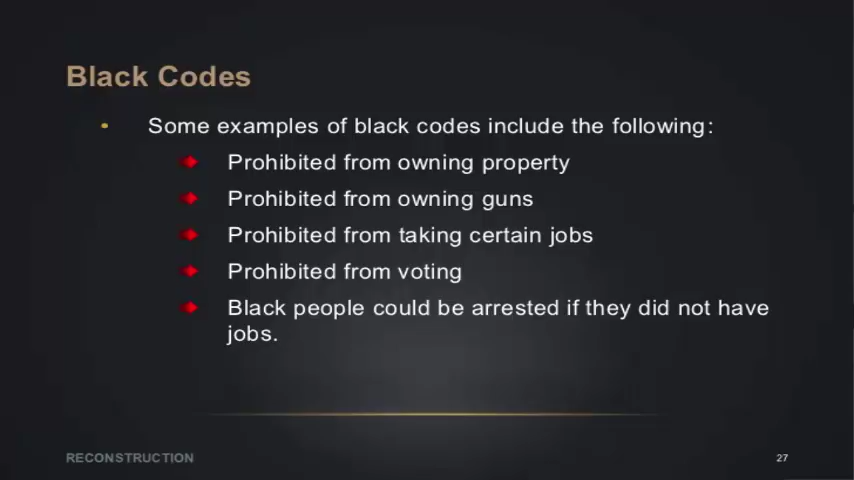 Black Codes
Some examples of black codes include the following:
Prohibited from owning property
Prohibited from owning guns
Prohibited from taking certain jobs
Prohibited from voting
Black people could be arrested if they did not have
jobs.
RECONSTRUCTION
27